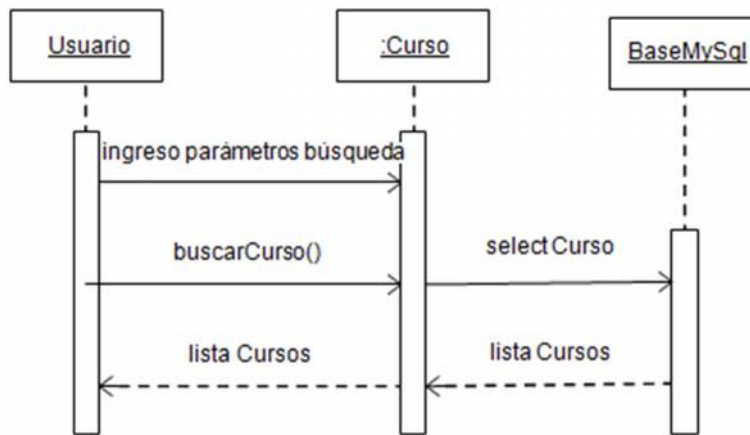 Usuario
:Curso
BaseMySql
ingreso parámetros búsqueda
buscarCurso()
select Curso
lista Cursos
lista Cursos